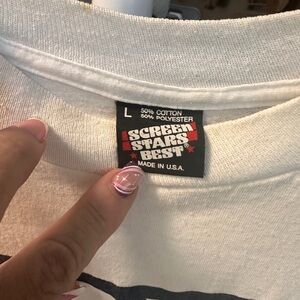 L 50% COTTON
50% POLYESTER
SCREEN
STARS
BEST
MADE IN U.S.A.